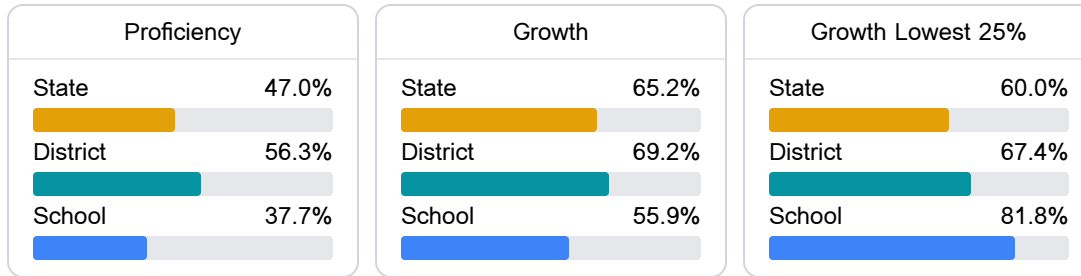 Proficiency
State 47.0%
District 56.3%
School 37.7%
Growth
State 65.2%
District 69.2%
School 55.9%
Growth Lowest 25%
State 60.0%
District 67.4%
School 81.8%